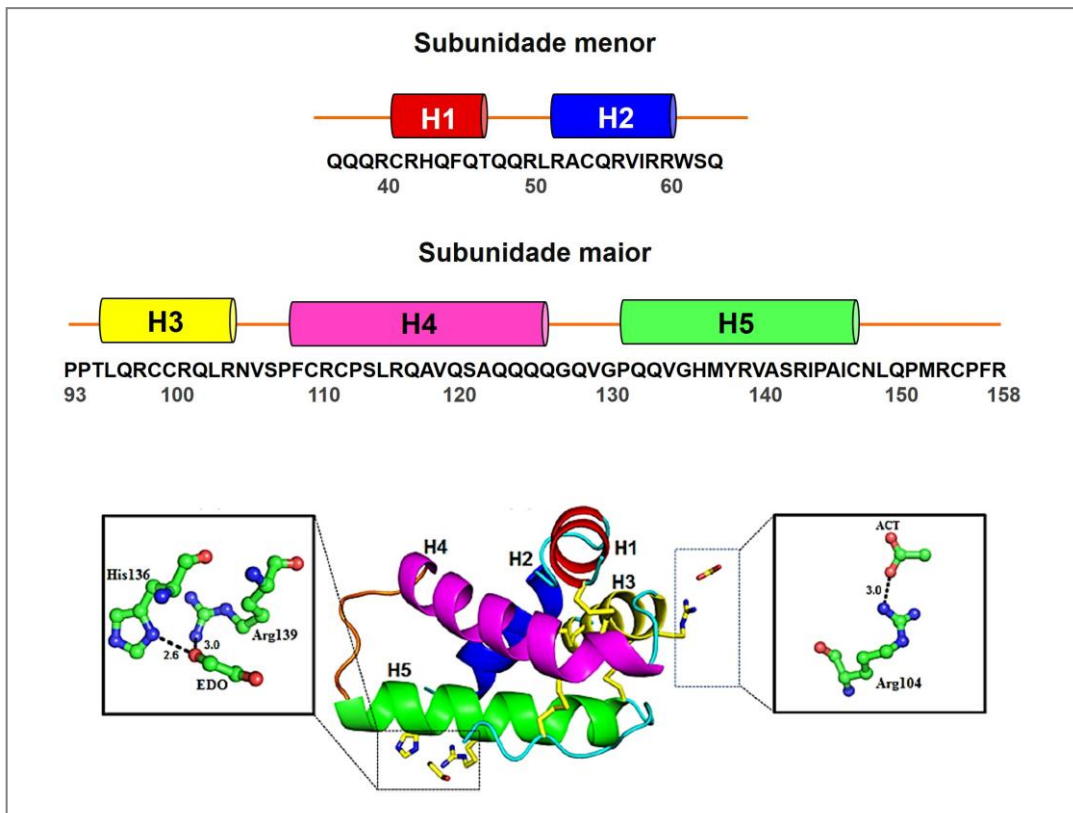 Subunidade menor
H1 H2
QQQRCRHQFQTQQRLRACQRVIRRWSQ
40 50 60
Subunidade maior
H3 H4 H5
PPTLQRCCRQLRNVSPFCRCPSLRQAVQSAQQQQGQVGPQQVGHMYRVASRIPAICNLQPMRCPFR
93 100 110 120 130 140 150 158
His136
Arg139
2.6
3.0
EDO
H4
H2
H1
H3
H5
ACT
3.0
Arg104